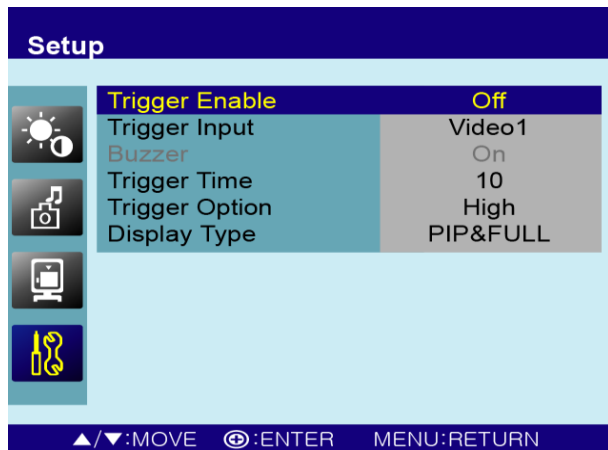 Setup
Trigger Enable Off
Trigger Input Video1
Buzzer On
Trigger Time 10
Trigger Option High
Display Type PIP&FULL
▲/▼:MOVE ⊕:ENTER MENU:RETURN